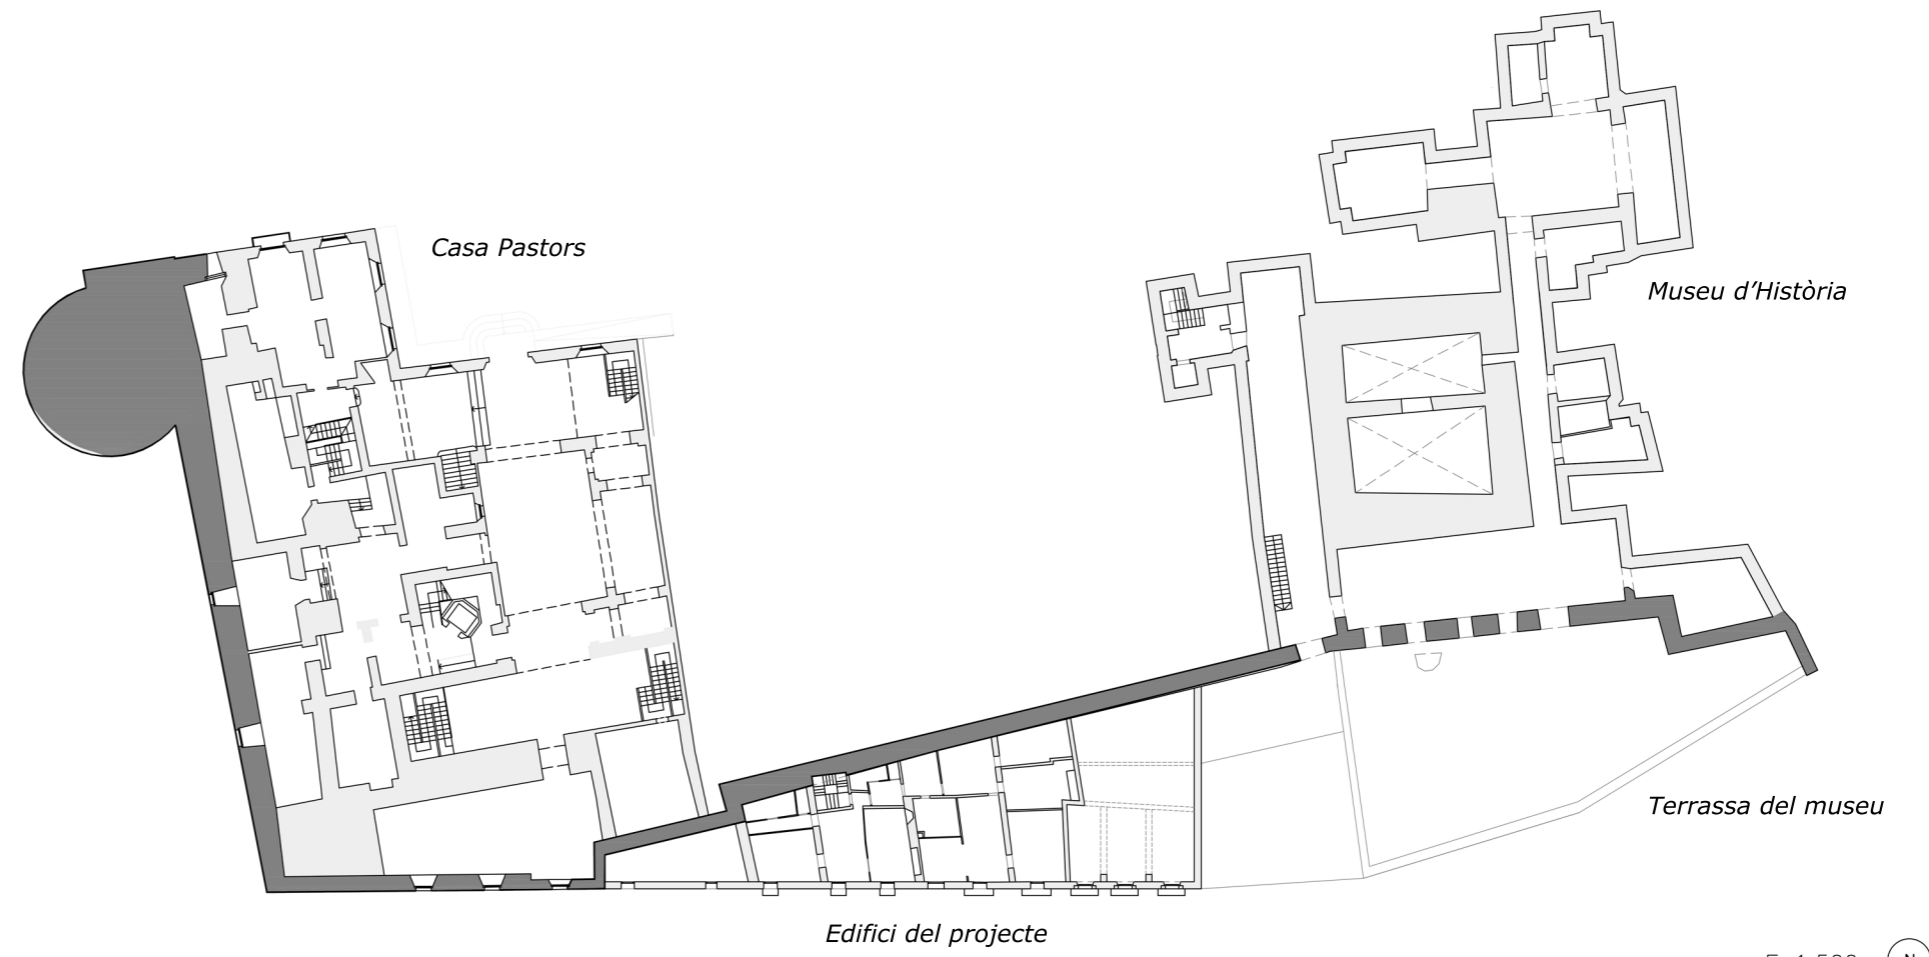 Casa Pastors
Museu d’Història
Terrassa del museu
Edifici del projecte
N